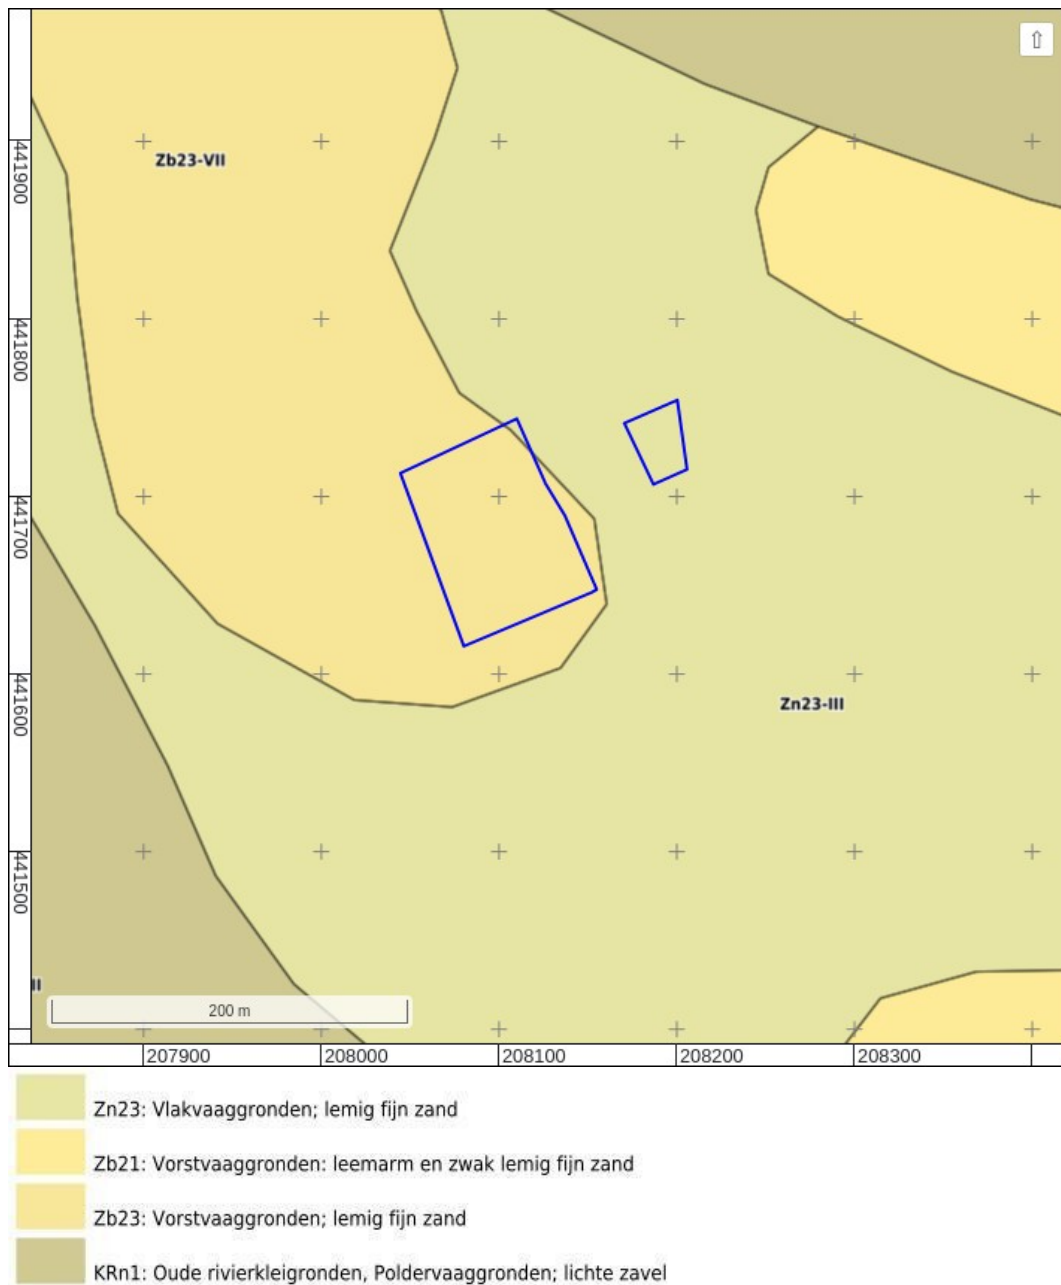 ⇧
441900
Zb23-VII
441800
441700
441600
Zn23-III
441500
II
200 m
207900
208000
208100
208200
208300
Zn23: Vlakvaaggronden; lemig fijn zand
Zb21: Vorstvaaggronden: leemarm en zwak lemig fijn zand
Zb23: Vorstvaaggronden; lemig fijn zand
KRn1: Oude rivierkleigronden, Poldervaaggronden; lichte zavel